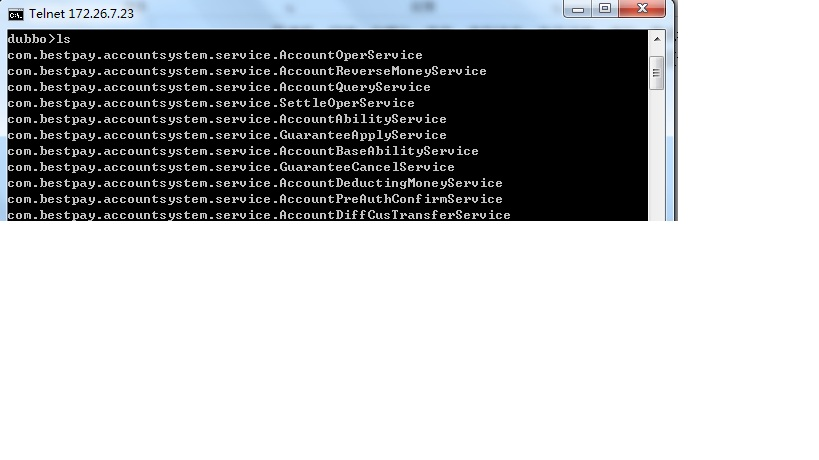 Telnet 172.26.7.23
dubbo>ls
com.bestpay.accountsystem.service.AccountOperService
com.bestpay.accountsystem.service.AccountReverseMoneyService
com.bestpay.accountsystem.service.AccountQueryService
com.bestpay.accountsystem.service.SettleOperService
com.bestpay.accountsystem.service.AccountAbilityService
com.bestpay.accountsystem.service.GuaranteeApplyService
com.bestpay.accountsystem.service.AccountBaseAbilityService
com.bestpay.accountsystem.service.GuaranteeCancelService
com.bestpay.accountsystem.service.AccountDeductingMoneyService
com.bestpay.accountsystem.service.AccountPreAuthConfirmService
com.bestpay.accountsystem.service.AccountDiffCusTransferService